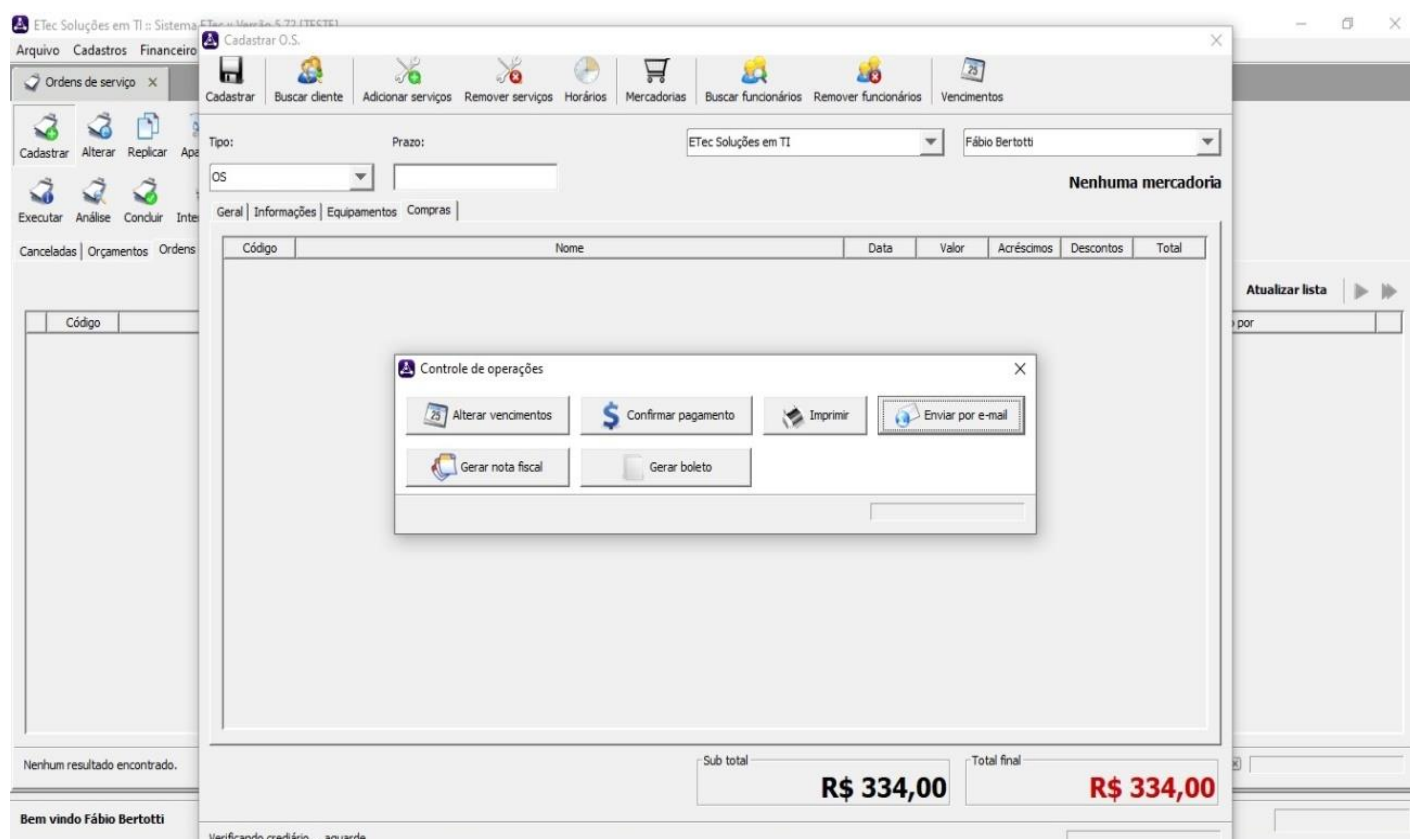 ETec Soluções em TI :: Sistema ETec :: Versão 5.72 [TESTE]
Arquivo Cadastros Financeiro
Ordens de serviço
Cadastrar Alterar Replicar Apa
Executar Análise Concluir Inte
Canceladas Orçamentos Ordens
Código
Nenhum resultado encontrado.
Bem vindo Fábio Bertotti
Cadastrar O.S.
Cadastrar Buscar cliente Adicionar serviços Remover serviços Horários Mercadorias Buscar funcionários Remover funcionários Vencimentos
Tipo: Prazo: ETec Soluções em TI Fábio Bertotti
OS
Nenhuma mercadoria
Geral Informações Equipamentos Compras
Código Nome Data Valor Acréscimos Descontos Total
Controle de operações
Alterar vencimentos Confirmar pagamento Imprimir Enviar por e-mail
Gerar nota fiscal Gerar boleto
Sub total Total final
R$ 334,00 R$ 334,00
Verificando crediário... aguarde
Atualizar lista
por